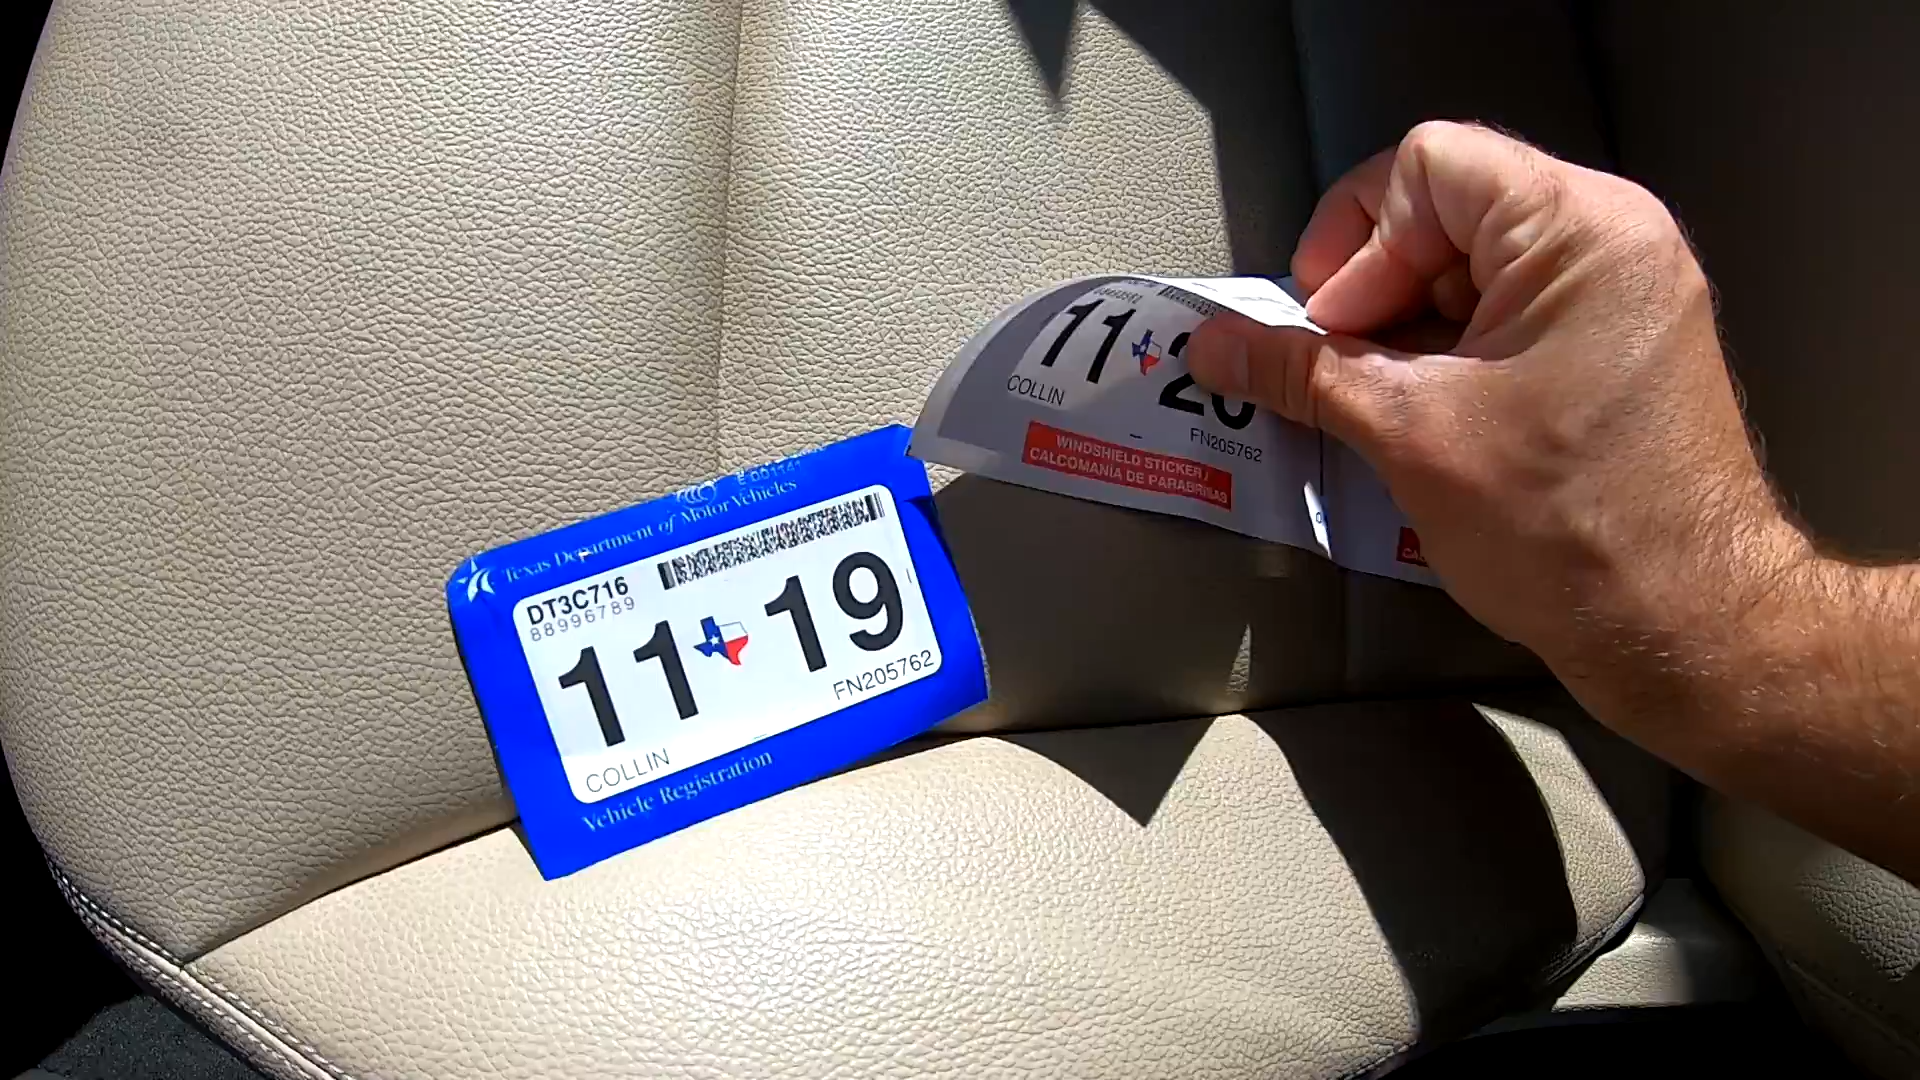 Texas Department of Motor Vehicles
DT3C716
88996789
11 19
FN205762
COLLIN
Vehicle Registration
11
COLLIN
FN205762
WINDSHIELD STICKER /
CALCOMANÍA DE PARABRISAS